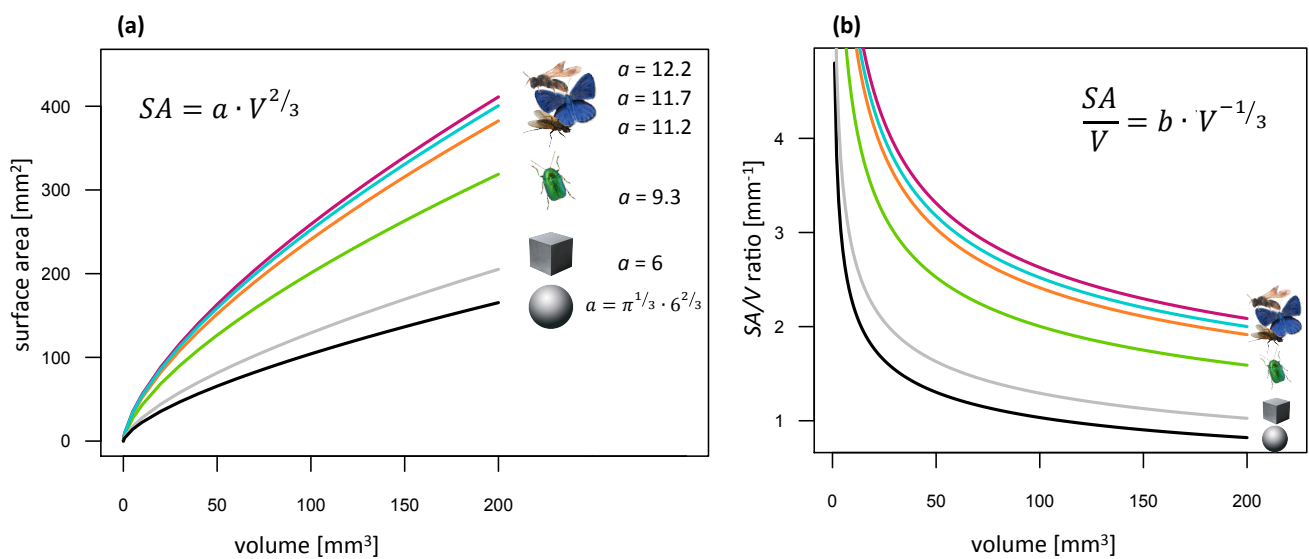 (a)
SA = a · V^2/3
a = 12.2
a = 11.7
a = 11.2
a = 9.3
a = 6
a = π^1/3 · 6^2/3
surface area [mm²]
400
300
200
100
0
0 50 100 150 200
volume [mm³]
(b)
SA/V = b · V^−1/3
SA/V ratio [mm⁻¹]
4
3
2
1
0 50 100 150 200
volume [mm³]